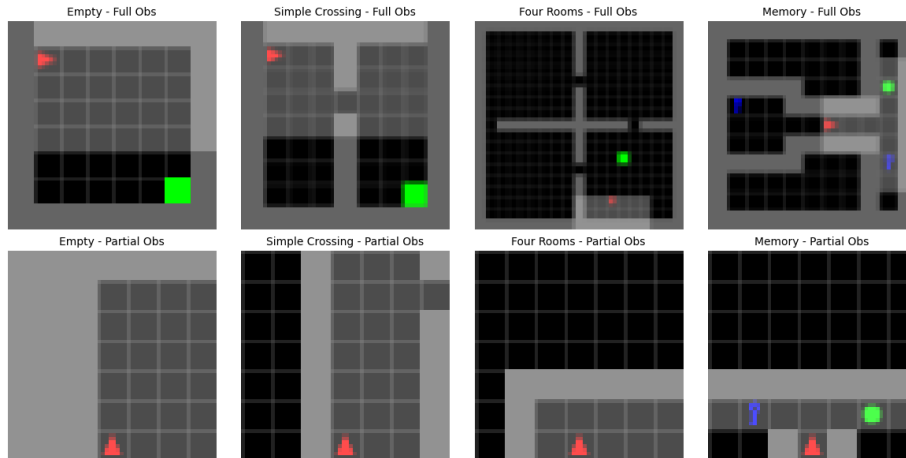 Empty - Full Obs
Simple Crossing - Full Obs
Four Rooms - Full Obs
Memory - Full Obs
Empty - Partial Obs
Simple Crossing - Partial Obs
Four Rooms - Partial Obs
Memory - Partial Obs